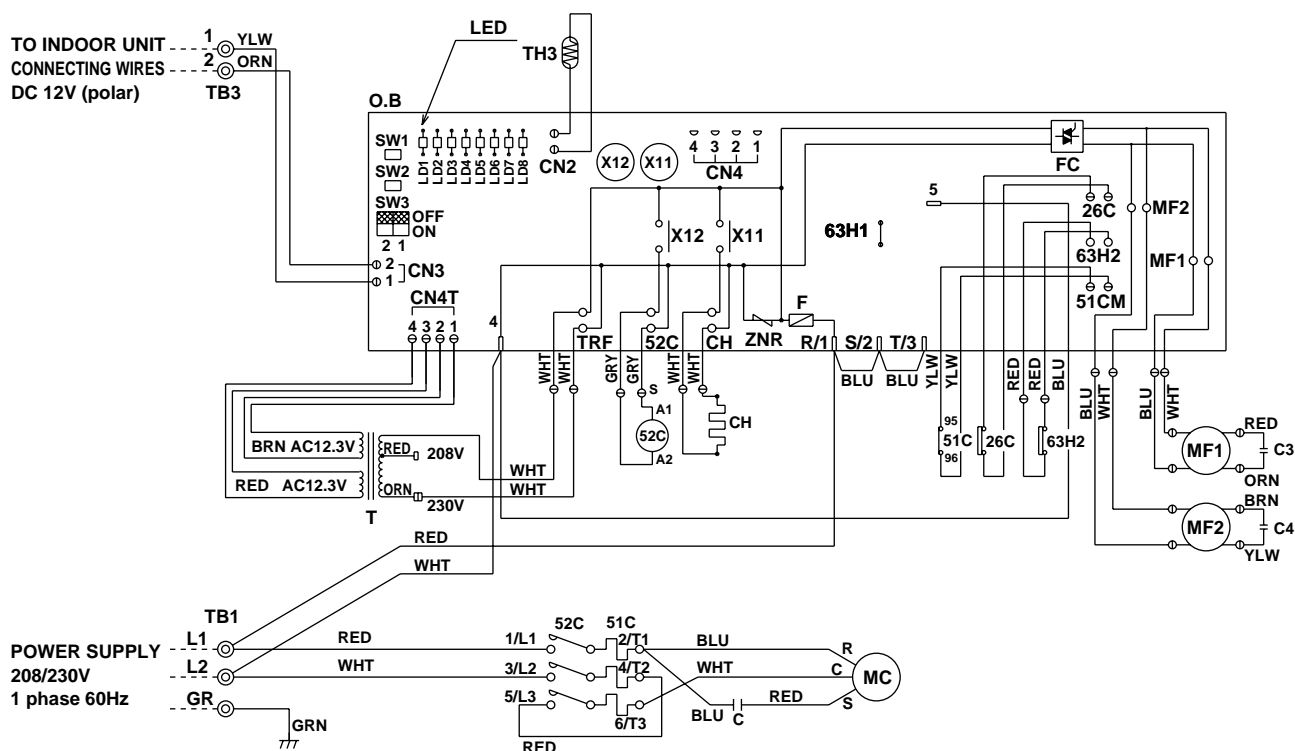 TO INDOOR UNIT
CONNECTING WIRES
DC 12V (polar)
1 YLW
2 ORN
TB3
LED
TH3
O.B
SW1
SW2
SW3
OFF
ON
2 1
LD1
LD2
LD3
LD4
LD5
LD6
LD7
LD8
CN2
X12
X11
4 3 2 1
CN4
FC
5
26C
MF2
63H1
X12
X11
63H2
MF1
51CM
2
1
CN3
CN4T
4 3 2 1
4
TRF
52C
CH
ZNR
F
R/1
S/2
T/3
BLU
BLU
WHT
WHT
GRY
GRY
S
WHT
WHT
YLW
YLW
RED
RED
BLU
BLU
WHT
BLU
WHT
A1
52C
A2
CH
95
51C
96
26C
63H2
RED
MF1
C3
ORN
BRN
MF2
C4
YLW
BRN AC12.3V
RED AC12.3V
T
RED
208V
ORN
230V
WHT
WHT
RED
WHT
TB1
POWER SUPPLY
208/230V
1 phase 60Hz
L1
L2
GR
GRN
RED
WHT
52C
51C
1/L1
2/T1
3/L2
4/T2
5/L3
6/T3
RED
BLU
WHT
BLU
C
RED
R
C
S
MC